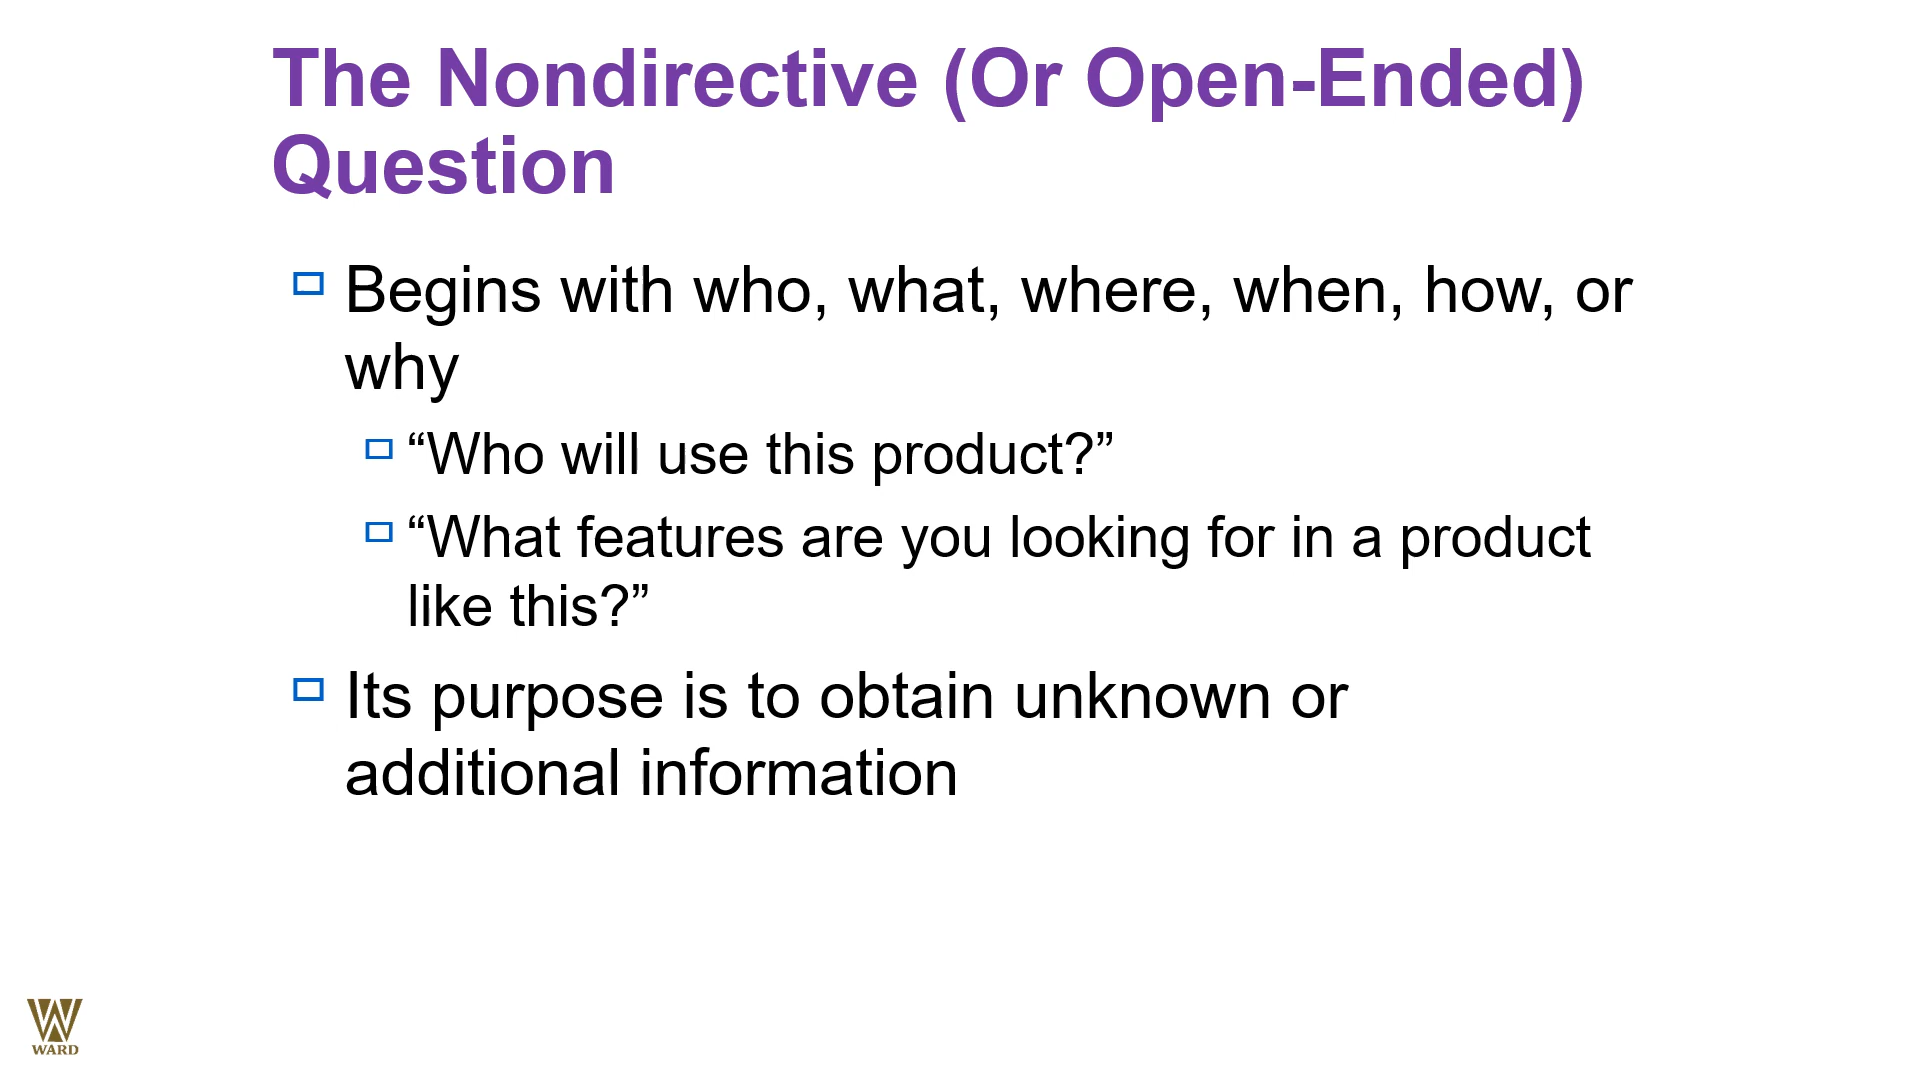 The Nondirective (Or Open-Ended)
Question
Begins with who, what, where, when, how, or
why
“Who will use this product?”
“What features are you looking for in a product
like this?”
Its purpose is to obtain unknown or
additional information
WARD